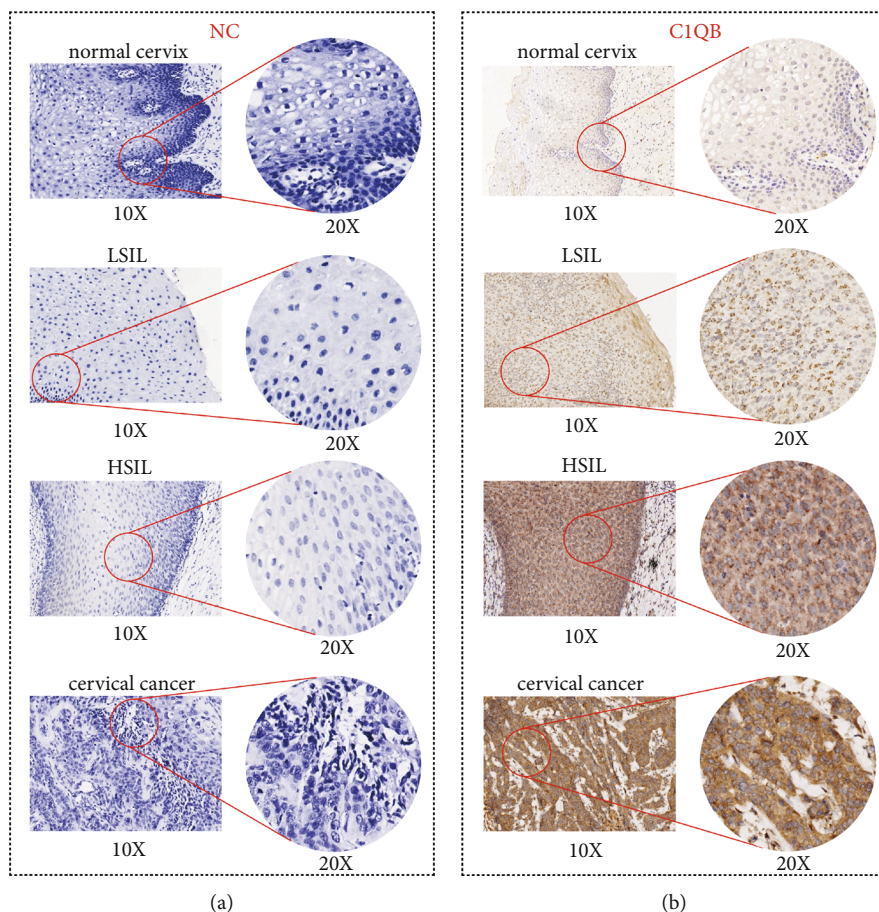 NC
normal cervix
10X
20X
LSIL
10X
20X
HSIL
10X
20X
cervical cancer
10X
20X
(a)
C1QB
normal cervix
10X
20X
LSIL
10X
20X
HSIL
10X
20X
cervical cancer
10X
20X
(b)